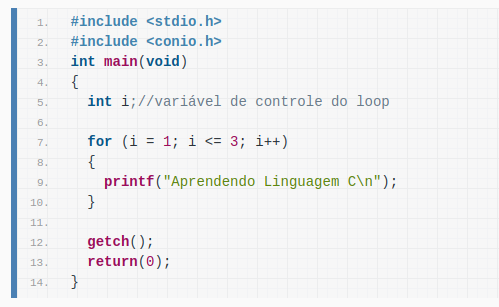 1. #include <stdio.h>
2. #include <conio.h>
3. int main(void)
4. {
5.   int i;//variável de controle do loop
6.
7.   for (i = 1; i <= 3; i++)
8.   {
9.     printf("Aprendendo Linguagem C\n");
10.   }
11.
12.   getch();
13.   return(0);
14. }